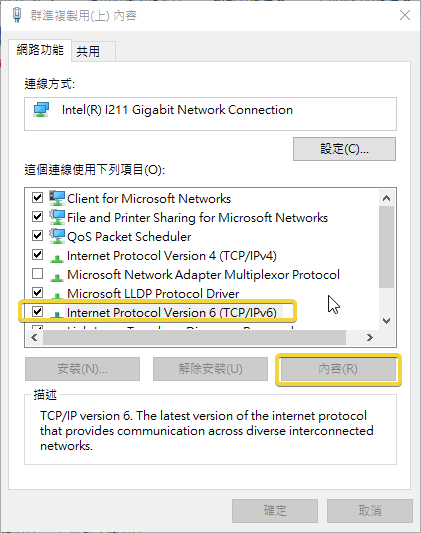 群準複製用(上) 內容
網路功能
共用
連線方式:
Intel(R) I211 Gigabit Network Connection
設定(C)...
這個連線使用下列項目(O):
Client for Microsoft Networks
File and Printer Sharing for Microsoft Networks
QoS Packet Scheduler
Internet Protocol Version 4 (TCP/IPv4)
Microsoft Network Adapter Multiplexor Protocol
Microsoft LLDP Protocol Driver
Internet Protocol Version 6 (TCP/IPv6)
安裝(N)...
解除安裝(U)
內容(R)
描述
TCP/IP version 6. The latest version of the internet protocol
that provides communication across diverse interconnected
networks.
確定
取消